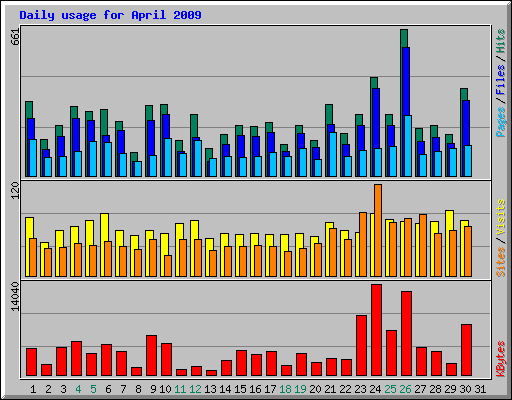 Daily usage for April 2009
661
Pages / Files / Hits
120
Sites / Visits
14040
KBytes
1 2 3 4 5 6 7 8 9 10 11 12 13 14 15 16 17 18 19 20 21 22 23 24 25 26 27 28 29 30 31